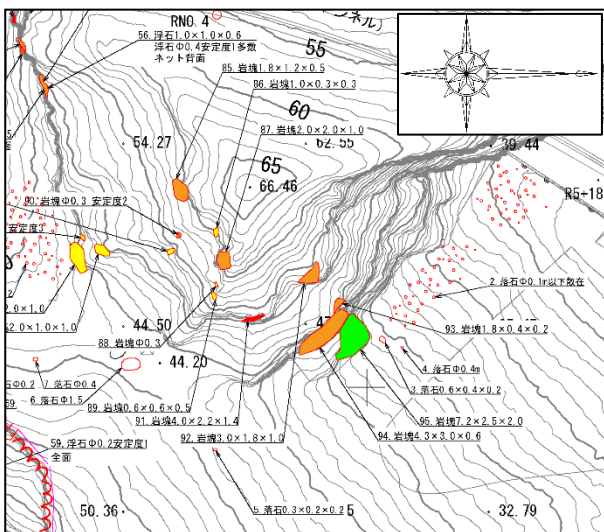 RNO.4
56. 浮石1.0×1.0×0.6
浮石Φ0.4安定度1多数
ネット背面
55
85. 岩塊1.8×1.2×0.5
86. 岩塊1.0×0.3×0.3
60
87. 岩塊2.0×2.0×1.0
54.27
62.55
39.44
65
66.46
R5+18
90. 岩塊Φ0.3 安定度2
安定度3
2. 落石Φ0.1m以下散在
2.0×1.0
2.0×1.0×1.0
44.50
93. 岩塊1.8×0.4×0.2
88. 岩塊Φ0.3
44.20
4. 落石Φ0.4m
石Φ0.2
7. 落石Φ0.4
3. 落石0.6×0.4×0.2
6. 落石Φ1.5
89. 岩塊0.6×0.6×0.5
95. 岩塊7.2×2.5×2.0
91. 岩塊4.0×2.2×1.4
94. 岩塊4.3×3.0×0.6
92. 岩塊3.0×1.8×1.0
59. 浮石Φ0.2安定度1
全面
50.36
5. 落石0.3×0.2×0.2
5
32.79